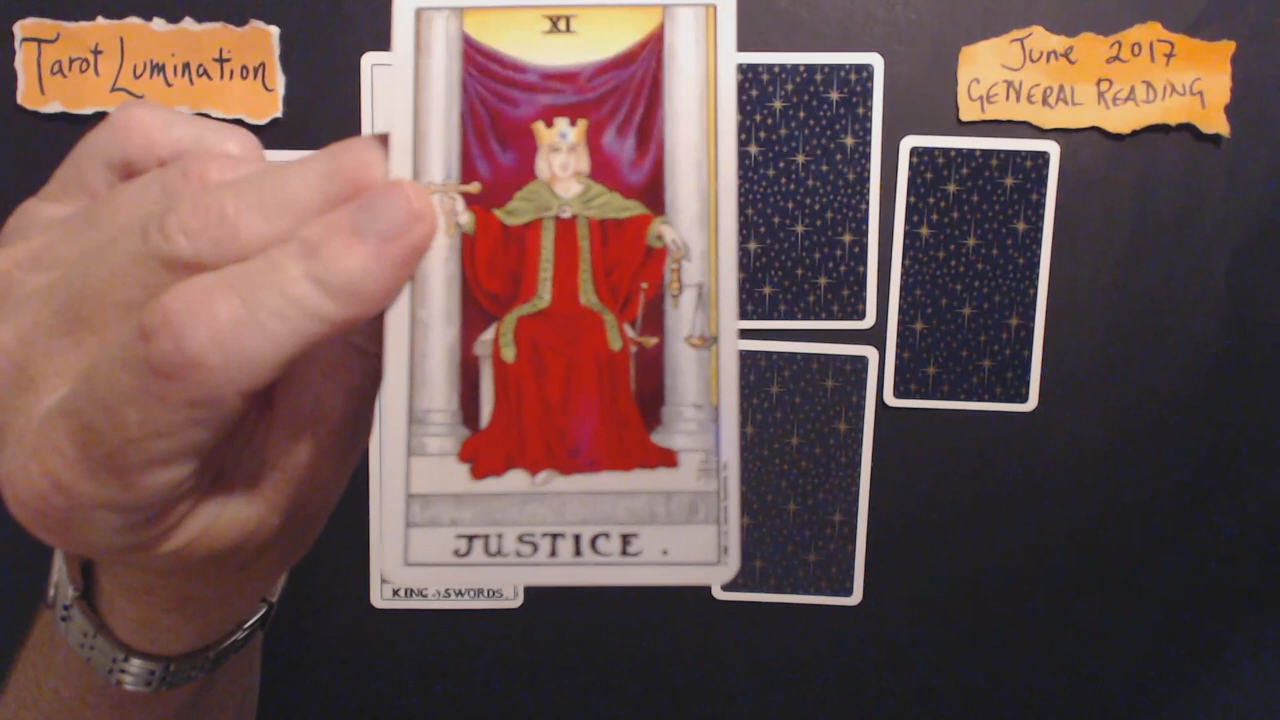 Tarot Lumination
June 2017
GENERAL READING
XI
JUSTICE.
KING of SWORDS.